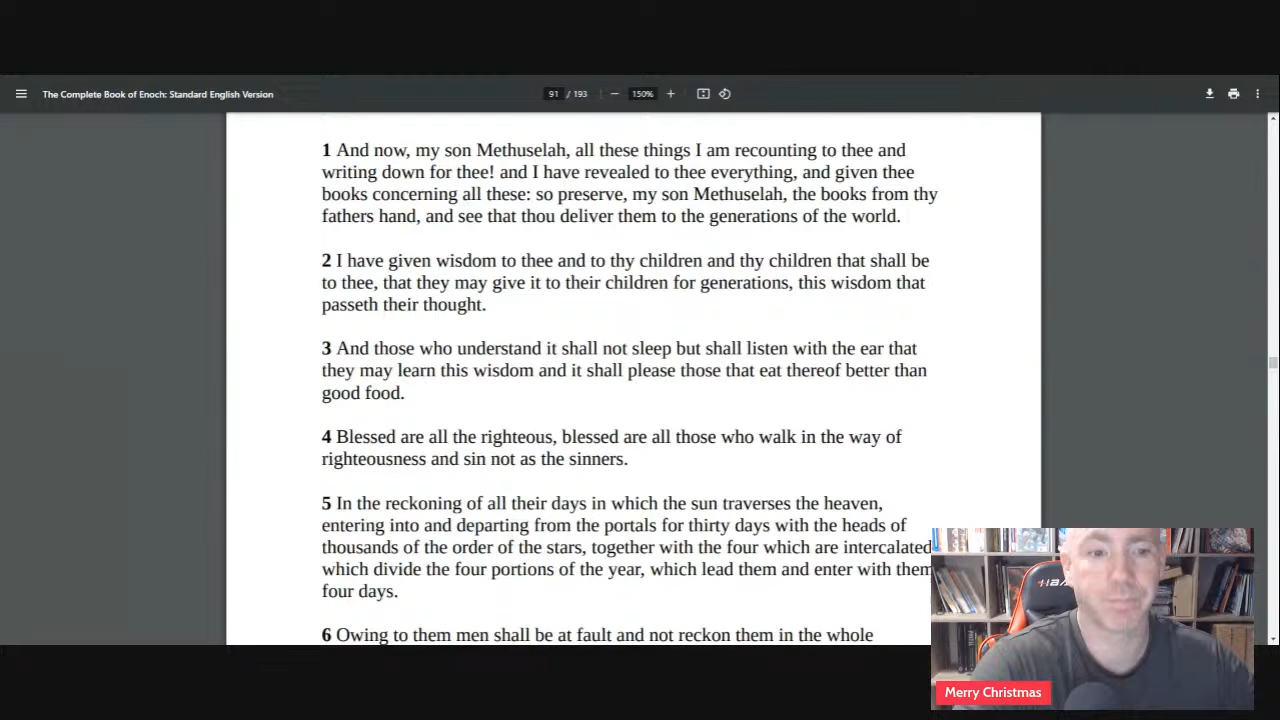 The Complete Book of Enoch: Standard English Version
91 / 193
150%
1 And now, my son Methuselah, all these things I am recounting to thee and
writing down for thee! and I have revealed to thee everything, and given thee
books concerning all these: so preserve, my son Methuselah, the books from thy
fathers hand, and see that thou deliver them to the generations of the world.
2 I have given wisdom to thee and to thy children and thy children that shall be
to thee, that they may give it to their children for generations, this wisdom that
passeth their thought.
3 And those who understand it shall not sleep but shall listen with the ear that
they may learn this wisdom and it shall please those that eat thereof better than
good food.
4 Blessed are all the righteous, blessed are all those who walk in the way of
righteousness and sin not as the sinners.
5 In the reckoning of all their days in which the sun traverses the heaven,
entering into and departing from the portals for thirty days with the heads of
thousands of the order of the stars, together with the four which are intercalated
which divide the four portions of the year, which lead them and enter with them
four days.
6 Owing to them men shall be at fault and not reckon them in the whole
Merry Christmas